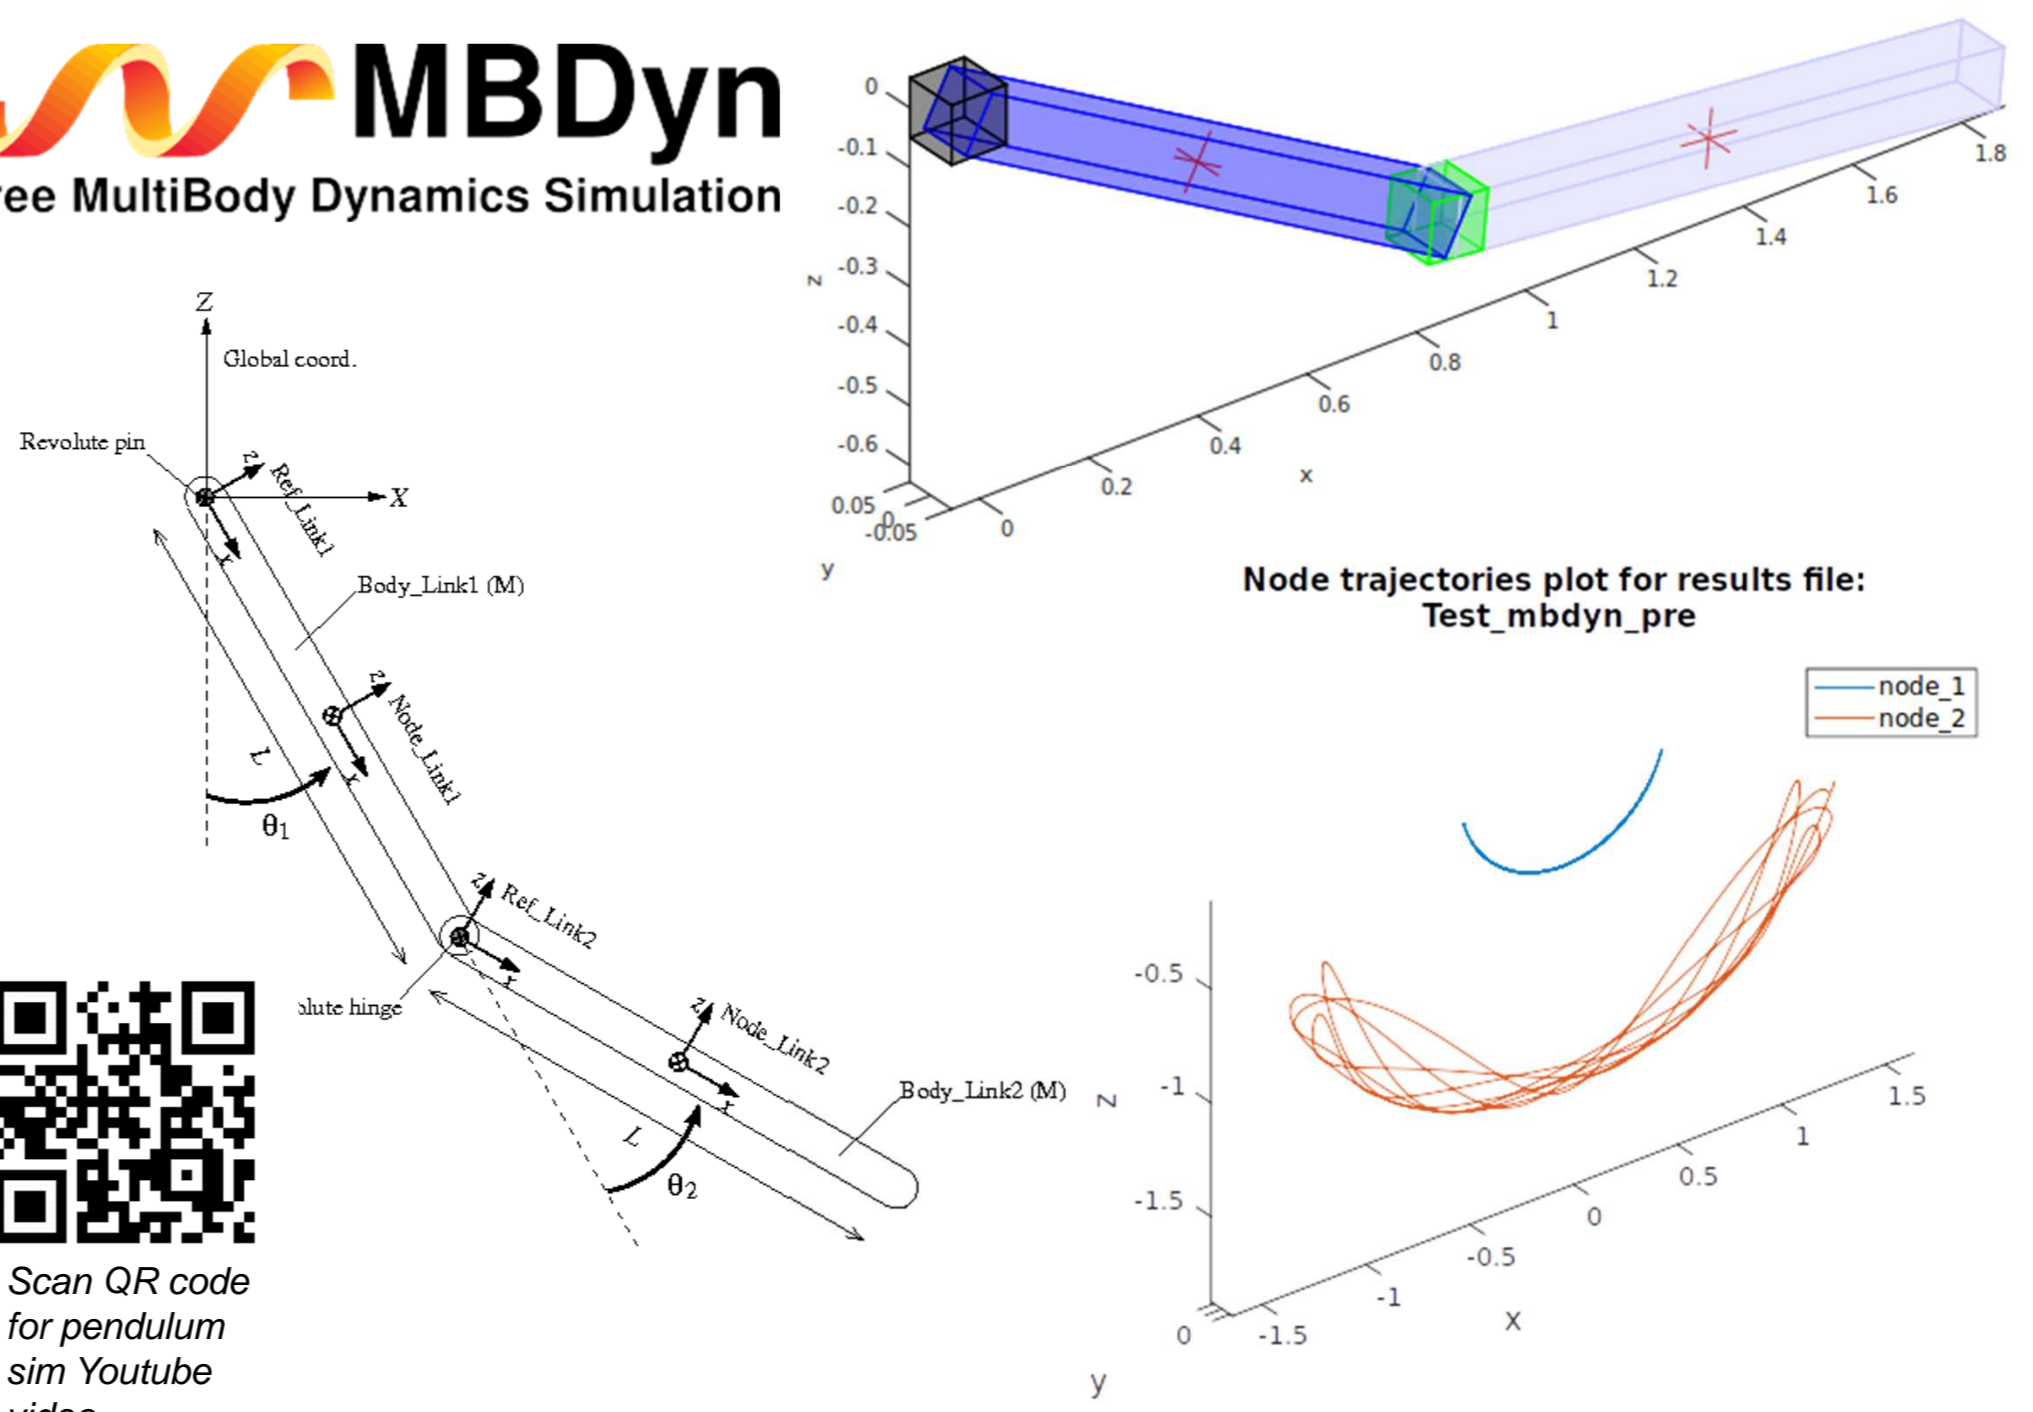 MBDyn
ree MultiBody Dynamics Simulation
Z
Global coord.
Revolute pin
X
z
Ref_Link1
x
Body_Link1 (M)
z
Node_Link1
x
L
θ1
z
Ref_Link2
x
olute hinge
z
Node_Link2
x
Body_Link2 (M)
L
θ2
Scan QR code
for pendulum
sim Youtube
video
0
-0.1
-0.2
-0.3
-0.4
-0.5
-0.6
z
0.05
0
-0.05
y
0
0.2
0.4
0.6
0.8
1
1.2
1.4
1.6
1.8
x
Node trajectories plot for results file:
Test_mbdyn_pre
node_1
node_2
-0.5
-1
-1.5
z
0
y
-1.5
-1
-0.5
0
0.5
1
1.5
x